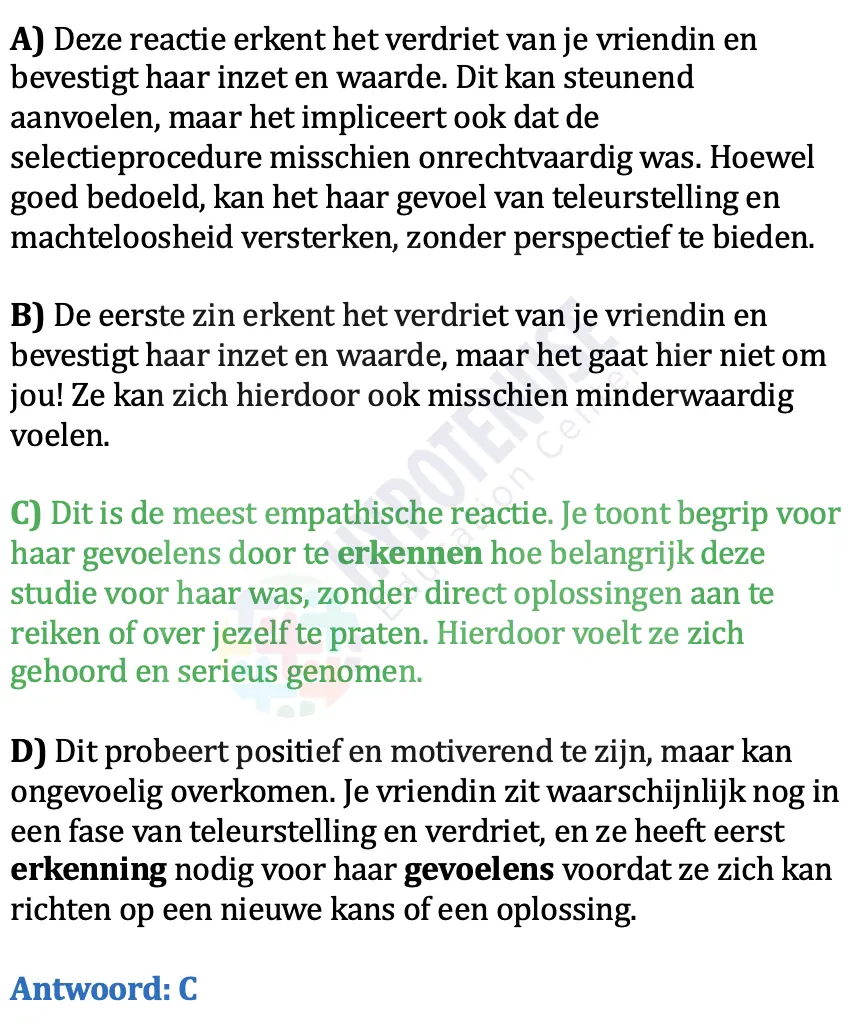 A) Deze reactie erkent het verdriet van je vriendin en
bevestigt haar inzet en waarde. Dit kan steunend
aanvoelen, maar het impliceert ook dat de
selectieprocedure misschien onrechtvaardig was. Hoewel
goed bedoeld, kan het haar gevoel van teleurstelling en
machteloosheid versterken, zonder perspectief te bieden.
B) De eerste zin erkent het verdriet van je vriendin en
bevestigt haar inzet en waarde, maar het gaat hier niet om
jou! Ze kan zich hierdoor ook misschien minderwaardig
voelen.
C) Dit is de meest empathische reactie. Je toont begrip voor
haar gevoelens door te erkennen hoe belangrijk deze
studie voor haar was, zonder direct oplossingen aan te
reiken of over jezelf te praten. Hierdoor voelt ze zich
gehoord en serieus genomen.
D) Dit probeert positief en motiverend te zijn, maar kan
ongevoelig overkomen. Je vriendin zit waarschijnlijk nog in
een fase van teleurstelling en verdriet, en ze heeft eerst
erkenning nodig voor haar gevoelens voordat ze zich kan
richten op een nieuwe kans of een oplossing.
Antwoord: C
HYPOTENUSE
Education Center